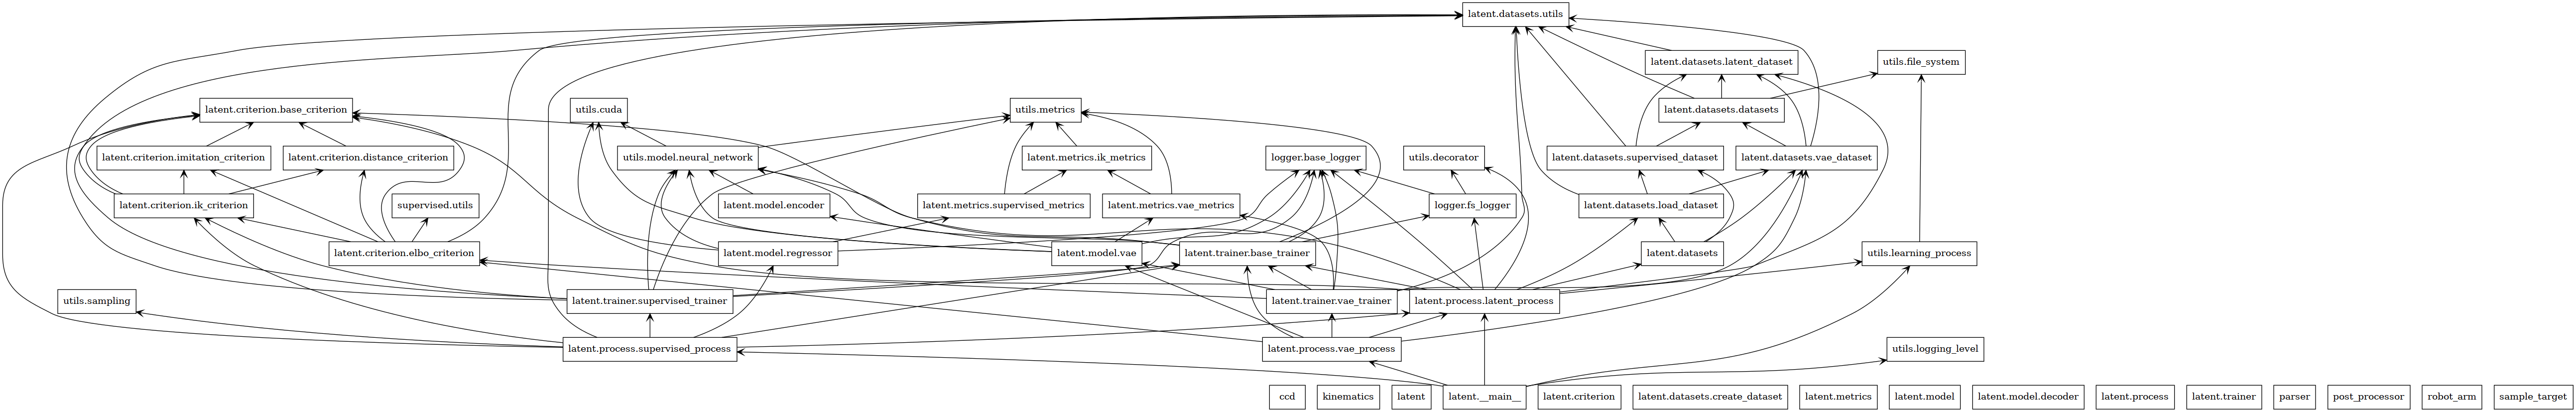 latent.datasets.utils
latent.datasets.latent_dataset
utils.file_system
latent.criterion.base_criterion
utils.cuda
utils.metrics
latent.datasets.datasets
latent.criterion.imitation_criterion
latent.criterion.distance_criterion
utils.model.neural_network
latent.metrics.ik_metrics
logger.base_logger
utils.decorator
latent.datasets.supervised_dataset
latent.datasets.vae_dataset
latent.criterion.ik_criterion
supervised.utils
latent.model.encoder
latent.metrics.supervised_metrics
latent.metrics.vae_metrics
logger.fs_logger
latent.datasets.load_dataset
latent.criterion.elbo_criterion
latent.model.regressor
latent.model.vae
latent.trainer.base_trainer
latent.datasets
utils.learning_process
utils.sampling
latent.trainer.supervised_trainer
latent.trainer.vae_trainer
latent.process.latent_process
latent.process.supervised_process
latent.process.vae_process
utils.logging_level
ccd
kinematics
latent
latent.__main__
latent.criterion
latent.datasets.create_dataset
latent.metrics
latent.model
latent.model.decoder
latent.process
latent.trainer
parser
post_processor
robot_arm
sample_target